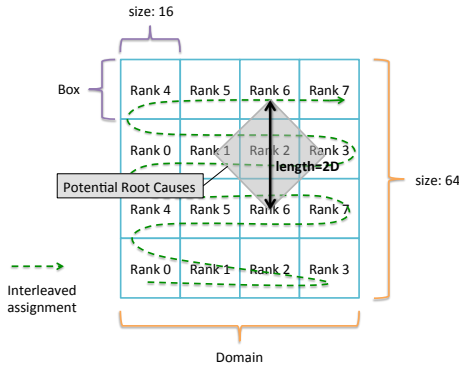 size: 16
Box
Rank 4 Rank 5 Rank 6 Rank 7
Rank 0 Rank 1 Rank 2 Rank 3
length=2D
size: 64
Potential Root Causes
Rank 4 Rank 5 Rank 6 Rank 7
Rank 0 Rank 1 Rank 2 Rank 3
Interleaved
assignment
Domain